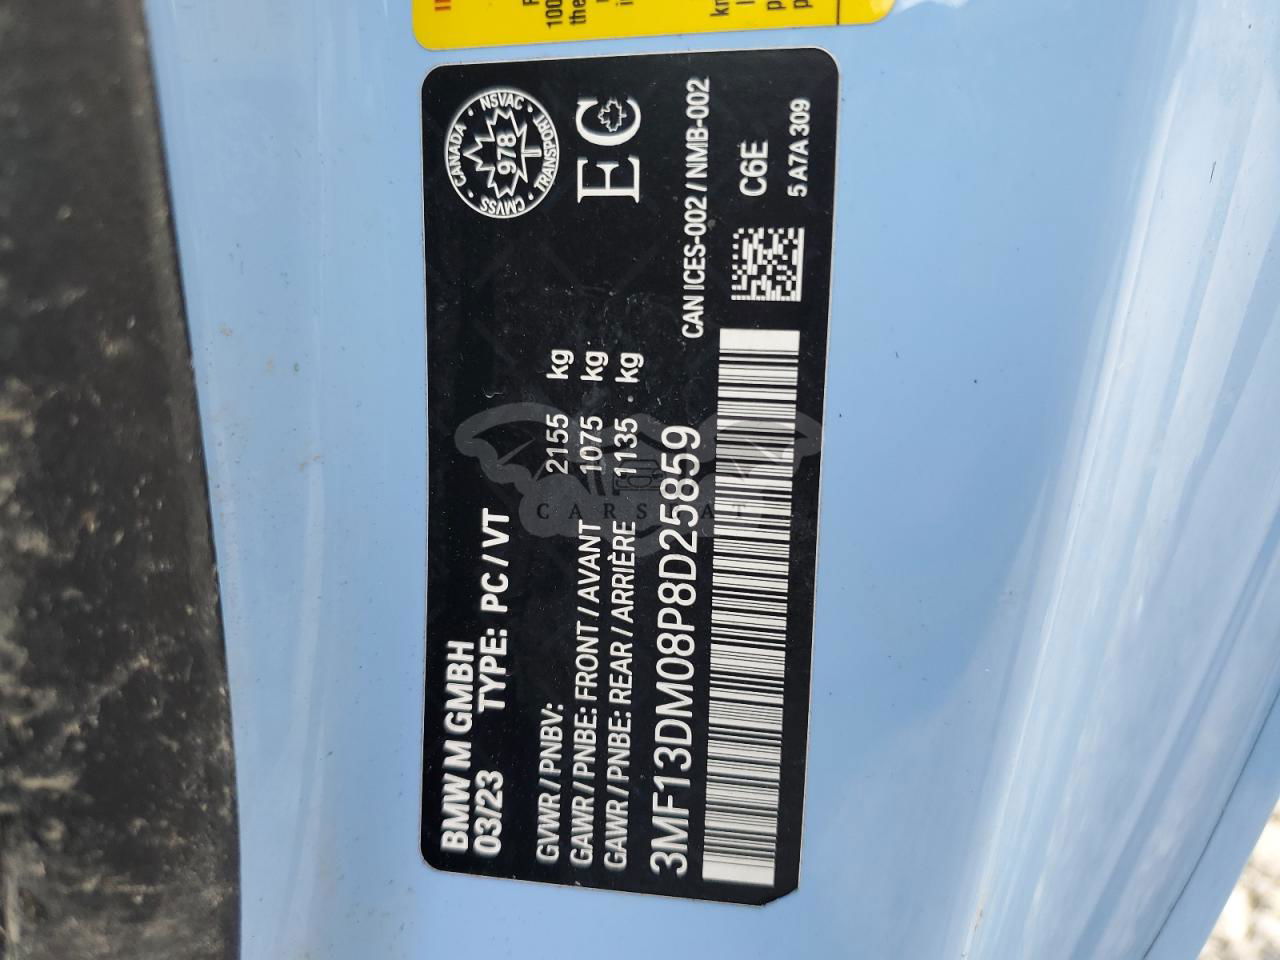 BMW M GMBH
03/23 TYPE: PC / VT
GVWR / PNBV: 2155 kg
GAWR / PNBE: FRONT / AVANT 1075 kg
GAWR / PNBE: REAR / ARRIÈRE 1135 kg
3MF13DM08P8D25859
CANADA · NSVAC · TRANSPORT · CMVSS
978
EC
CAN ICES-002 / NMB-002
C6E
5 A7A 309